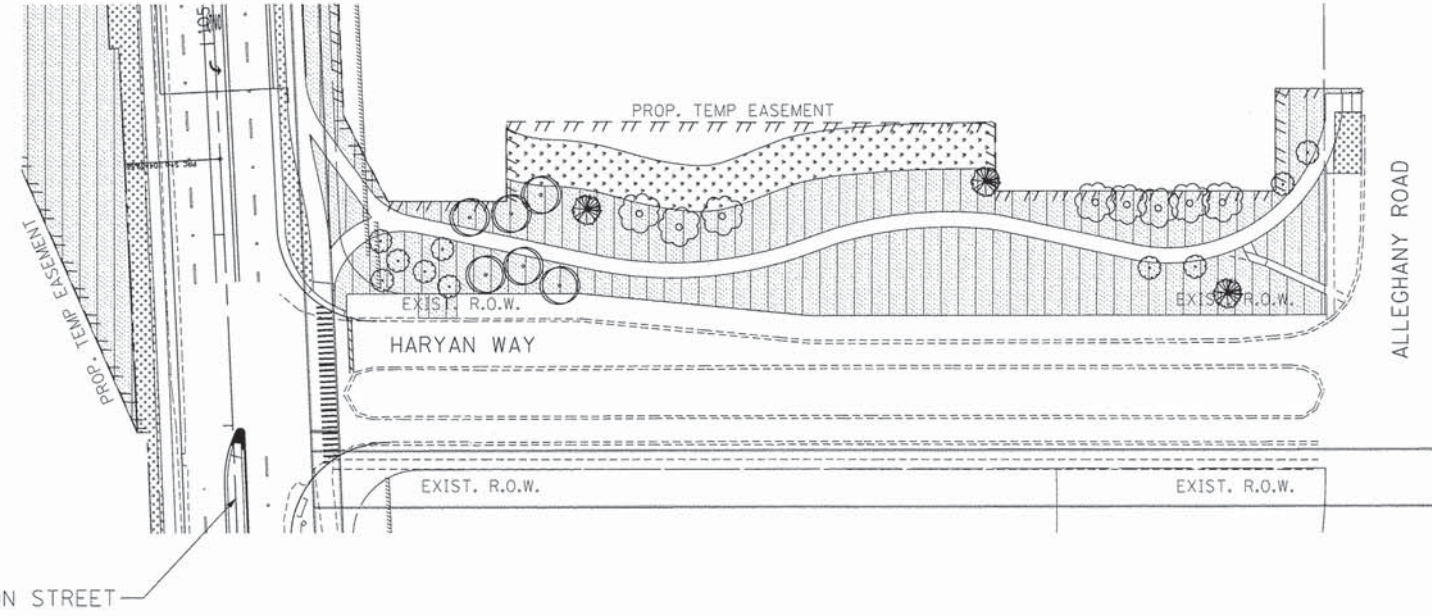 PROP. TEMP EASEMENT
PROP. TEMP EASEMENT
EXIST. R.O.W.
EXIST. R.O.W.
HARYAN WAY
ALLEGHANY ROAD
EXIST. R.O.W.
EXIST. R.O.W.
N STREET